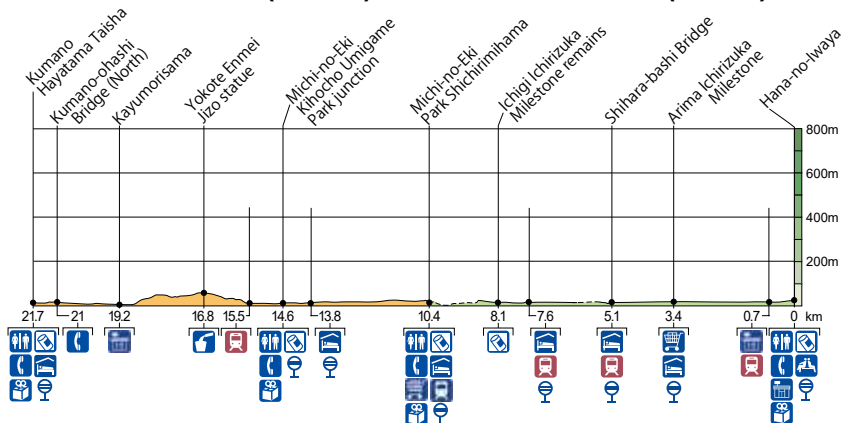 Kumano
Hayatama Taisha
Kumano-ohashi
Bridge (North)
Kayumorisama
Yokote Enmei
Jizo statue
Michi-no-Eki
Kihocho Umigame
Park junction
Michi-no-Eki
Park Shichirimihama
Ichigi Ichirizuka
Milestone remains
Shihara-bashi Bridge
Arima Ichirizuka
Milestone
Hana-no-Iwaya
800m
600m
400m
200m
21.7 21 19.2 16.8 15.5 14.6 13.8 10.4 8.1 7.6 5.1 3.4 0.7 0 km